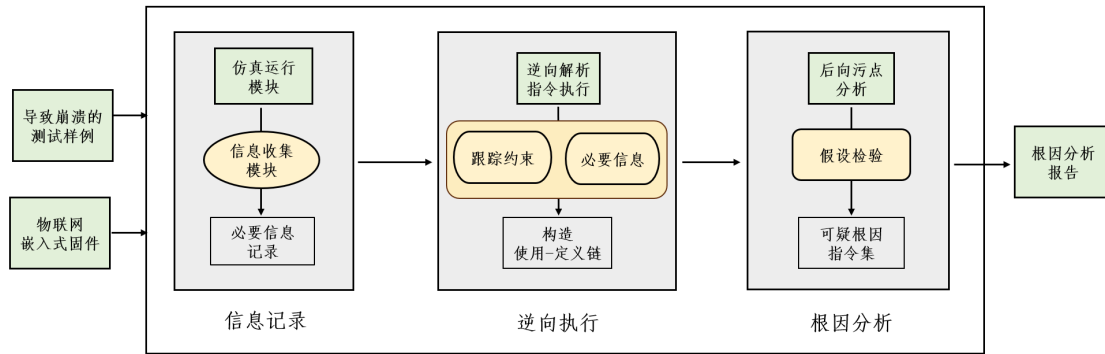 导致崩溃的
测试样例
物联网
嵌入式固件
仿真运行
模块
信息收集
模块
必要信息
记录
信息记录
逆向解析
指令执行
跟踪约束
必要信息
构造
使用-定义链
逆向执行
后向污点
分析
假设检验
可疑根因
指令集
根因分析
根因分析
报告